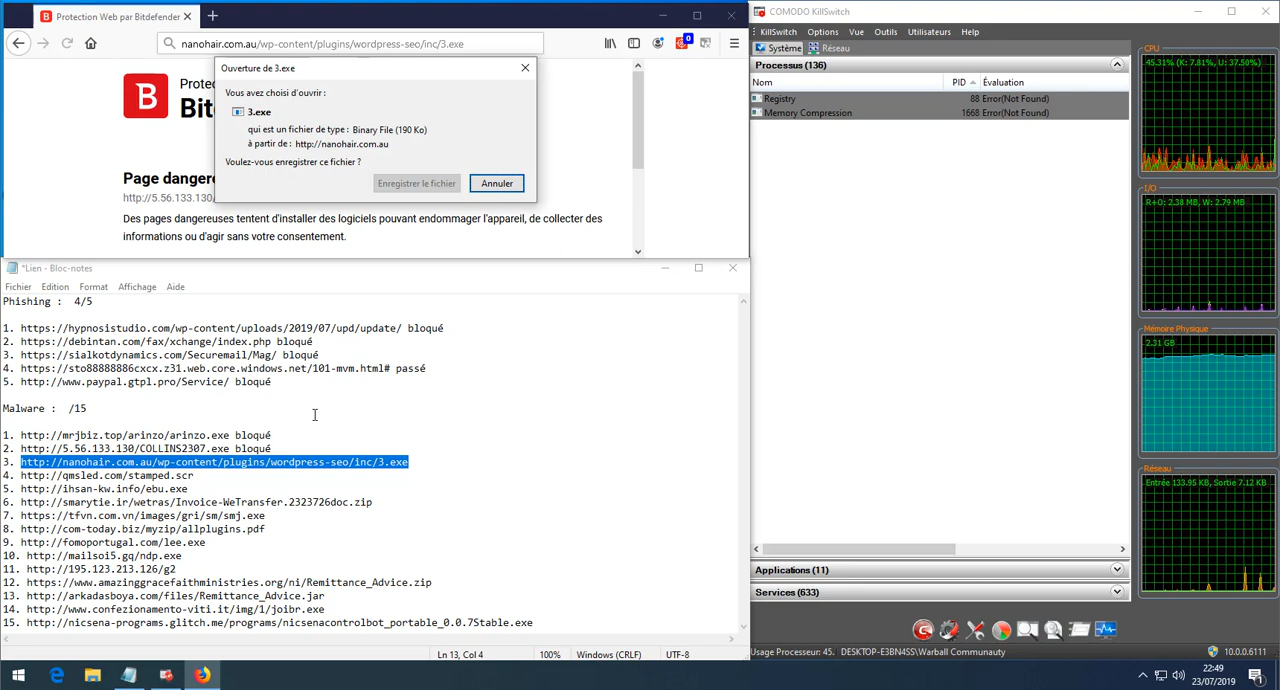 Protection Web par Bitdefender
nanohair.com.au/wp-content/plugins/wordpress-seo/inc/3.exe
0
B
Protec
Bit
Page danger
http://5.56.133.130/
Des pages dangereuses tentent d'installer des logiciels pouvant endommager l'appareil, de collecter des
informations ou d'agir sans votre consentement.
Ouverture de 3.exe
Vous avez choisi d'ouvrir :
3.exe
qui est un fichier de type : Binary File (190 Ko)
à partir de : http://nanohair.com.au
Voulez-vous enregistrer ce fichier ?
Enregistrer le fichier
Annuler
*Lien - Bloc-notes
Fichier Edition Format Affichage Aide
Phishing : 4/5
1. https://hypnosistudio.com/wp-content/uploads/2019/07/upd/update/ bloqué
2. https://debintan.com/fax/xchange/index.php bloqué
3. https://sialkotdynamics.com/Securemail/Mag/ bloqué
4. https://sto88888886cxcx.z31.web.core.windows.net/101-mvm.html# passé
5. http://www.paypal.gtpl.pro/Service/ bloqué
Malware : /15
1. http://mrjbiz.top/arinzo/arinzo.exe bloqué
2. http://5.56.133.130/COLLINS2307.exe bloqué
3. http://nanohair.com.au/wp-content/plugins/wordpress-seo/inc/3.exe
4. http://qmsled.com/stamped.scr
5. http://ihsan-kw.info/ebu.exe
6. http://smarytie.ir/wetras/Invoice-WeTransfer.2323726doc.zip
7. https://tfvn.com.vn/images/gri/sm/smj.exe
8. http://com-today.biz/myzip/allplugins.pdf
9. http://fomoportugal.com/lee.exe
10. http://mailsoi5.gq/ndp.exe
11. http://195.123.213.126/g2
12. https://www.amazinggracefaithministries.org/ni/Remittance_Advice.zip
13. http://arkadasboya.com/files/Remittance_Advice.jar
14. http://www.confezionamento-viti.it/img/1/joibr.exe
15. http://nicsena-programs.glitch.me/programs/nicsenacontrolbot_portable_0.0.7Stable.exe
Ln 13, Col 4 100% Windows (CRLF) UTF-8
COMODO KillSwitch
KillSwitch Options Vue Outils Utilisateurs Help
Système Réseau
Processus (136)
Nom PID Évaluation
Registry 88 Error(Not Found)
Memory Compression 1668 Error(Not Found)
Applications (11)
Services (633)
CPU
45.31% (K: 7.81%, U: 37.50%)
I/O
R+O: 2.38 MB, W: 2.79 MB
Mémoire Physique
2.31 GB
Réseau
Entrée 133.95 KB, Sortie 7.12 KB
Usage Processeur: 45. DESKTOP-E3BN4SS\Warball Communauty 10.0.0.6111
22:49
23/07/2019
1